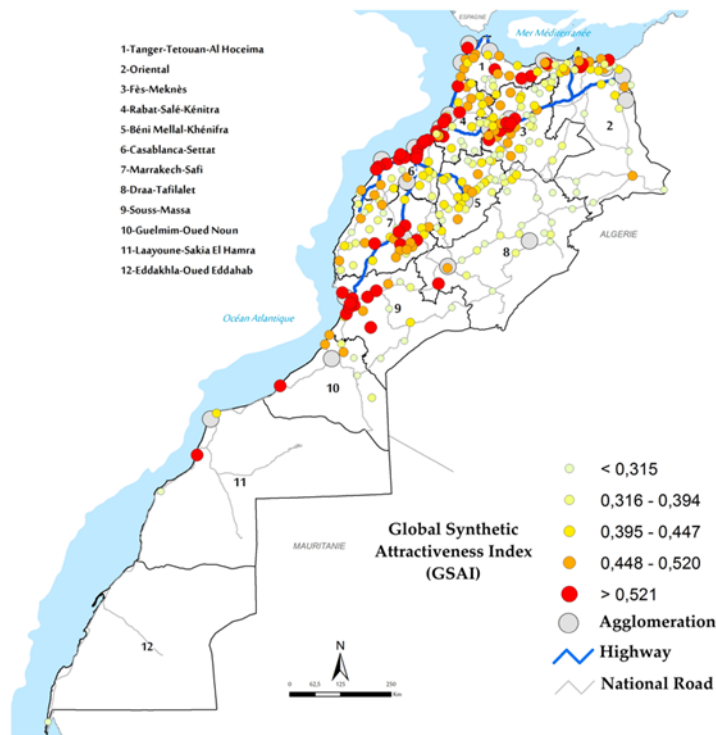 ESPAGNE
Mer Méditerranée
1-Tanger-Tetouan-Al Hoceima
2-Oriental
3-Fès-Meknès
4-Rabat-Salé-Kénitra
5-Béni Mellal-Khénifra
6-Casablanca-Settat
7-Marrakech-Safi
8-Draa-Tafilalet
9-Souss-Massa
10-Guelmim-Oued Noun
11-Laayoune-Sakia El Hamra
12-Eddakhla-Oued Eddahab
1
4
3
2
6
5
7
ALGERIE
8
9
Océan Atlantique
10
11
MAURITANIE
12
Global Synthetic
Attractiveness Index
(GSAI)
< 0,315
0,316 - 0,394
0,395 - 0,447
0,448 - 0,520
> 0,521
Agglomeration
Highway
National Road
N
0 62,5 125 250
Km